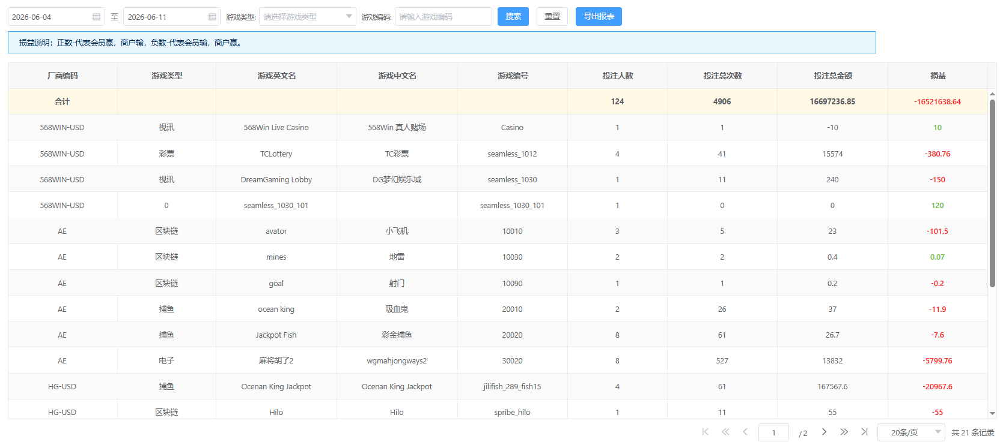 2026-06-04 至 2026-06-11 游戏类型: 请选择游戏类型 游戏编码: 请输入游戏编码 搜索 重置 导出报表
损益说明：正数-代表会员赢，商户输，负数-代表会员输，商户赢。
厂商编码 游戏类型 游戏英文名 游戏中文名 游戏编号 投注人数 投注总次数 投注总金额 损益
合计 124 4906 16697236.85 -16521638.64
568WIN-USD 视讯 568Win Live Casino 568Win 真人赌场 Casino 1 1 -10 10
568WIN-USD 彩票 TCLottery TC彩票 seamless_1012 4 41 15574 -380.76
568WIN-USD 视讯 DreamGaming Lobby DG梦幻娱乐城 seamless_1030 1 11 240 -150
568WIN-USD 0 seamless_1030_101 seamless_1030_101 1 0 0 120
AE 区块链 avator 小飞机 10010 3 5 23 -101.5
AE 区块链 mines 地雷 10030 2 2 0.4 0.07
AE 区块链 goal 射门 10090 1 1 0.2 -0.2
AE 捕鱼 ocean king 吸血鬼 20010 2 26 37 -11.9
AE 捕鱼 Jackpot Fish 彩金捕鱼 20020 8 61 26.7 -7.6
AE 电子 麻将胡了2 wgmahjongways2 30020 8 527 13832 -5799.76
HG-USD 捕鱼 Ocenan King Jackpot Ocenan King Jackpot jilifish_289_fish15 4 61 167567.6 -20967.6
HG-USD 区块链 Hilo Hilo spribe_hilo 1 11 55 -55
1 / 2 20条/页 共 21 条记录